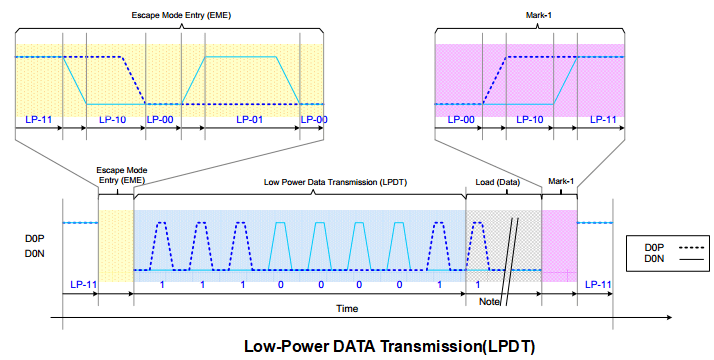 Escape Mode Entry (EME)
Mark-1
LP-11 LP-10 LP-00 LP-01 LP-00
LP-00 LP-10 LP-11
Escape Mode
Entry (EME)
Low Power Data Transmission (LPDT)
Load (Data)
Mark-1
D0P
D0N
D0P
D0N
LP-11 1 1 1 0 0 0 0 1 1 LP-11
Note
Time
Low-Power DATA Transmission(LPDT)